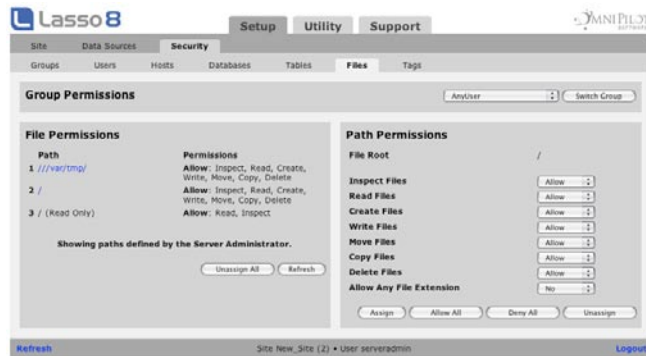 Lasso 8
Setup Utility Support
OMNIPILOT
SOFTWARE
Site Data Sources Security
Groups Users Hosts Databases Tables Files Tags
Group Permissions
AnyUser Switch Group
File Permissions
Path Permissions
1 ///var/tmp/ Allow: Inspect, Read, Create,
Write, Move, Copy, Delete
2 / Allow: Inspect, Read, Create,
Write, Move, Copy, Delete
3 / (Read Only) Allow: Read, Inspect
Showing paths defined by the Server Administrator.
Unassign All Refresh
Path Permissions
File Root /
Inspect Files Allow
Read Files Allow
Create Files Allow
Write Files Allow
Move Files Allow
Copy Files Allow
Delete Files Allow
Allow Any File Extension No
Assign Allow All Deny All Unassign
Refresh Site New_Site (2) • User serveradmin Logout